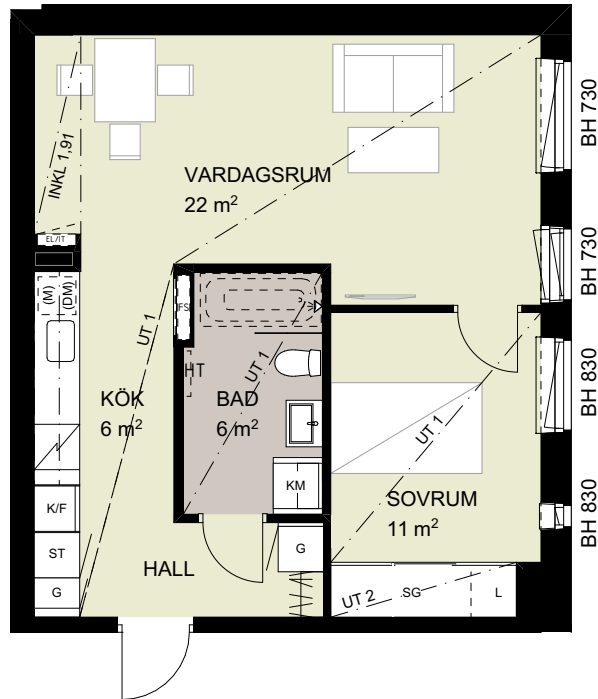 BH 730
INKL 1,91
VARDAGSRUM
22 m²
EL/IT
BH 730
(M)
(DM)
FS
UT 1
HT
UT 1
KÖK
6 m²
BAD
6 m²
UT 1
BH 830
KM
K/F
SOVRUM
11 m²
BH 830
ST
G
HALL
G
UT 2
SG
L